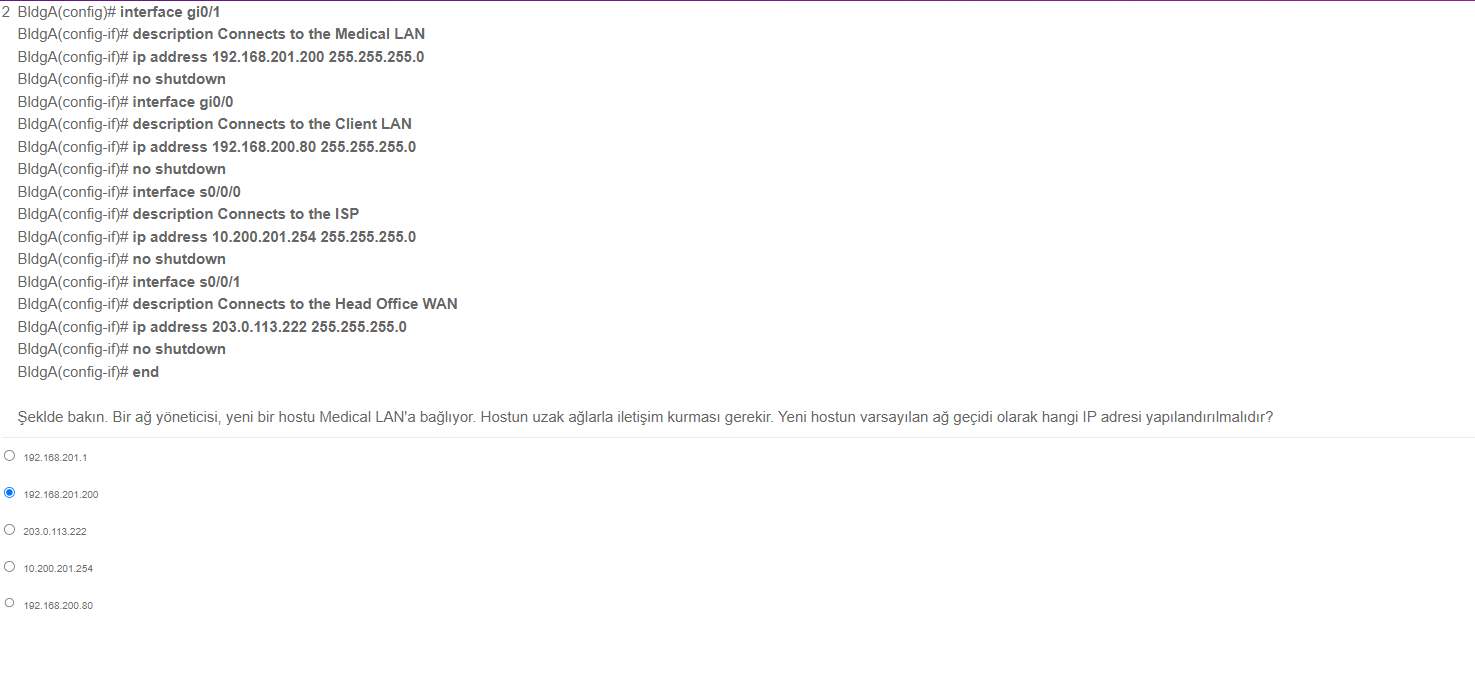 2 BldgA(config)# interface gi0/1
BldgA(config-if)# description Connects to the Medical LAN
BldgA(config-if)# ip address 192.168.201.200 255.255.255.0
BldgA(config-if)# no shutdown
BldgA(config-if)# interface gi0/0
BldgA(config-if)# description Connects to the Client LAN
BldgA(config-if)# ip address 192.168.200.80 255.255.255.0
BldgA(config-if)# no shutdown
BldgA(config-if)# interface s0/0/0
BldgA(config-if)# description Connects to the ISP
BldgA(config-if)# ip address 10.200.201.254 255.255.255.0
BldgA(config-if)# no shutdown
BldgA(config-if)# interface s0/0/1
BldgA(config-if)# description Connects to the Head Office WAN
BldgA(config-if)# ip address 203.0.113.222 255.255.255.0
BldgA(config-if)# no shutdown
BldgA(config-if)# end
Şeklde bakın. Bir ağ yöneticisi, yeni bir hostu Medical LAN'a bağlıyor. Hostun uzak ağlarla iletişim kurması gerekir. Yeni hostun varsayılan ağ geçidi olarak hangi IP adresi yapılandırılmalıdır?
192.168.201.1
192.168.201.200
203.0.113.222
10.200.201.254
192.168.200.80